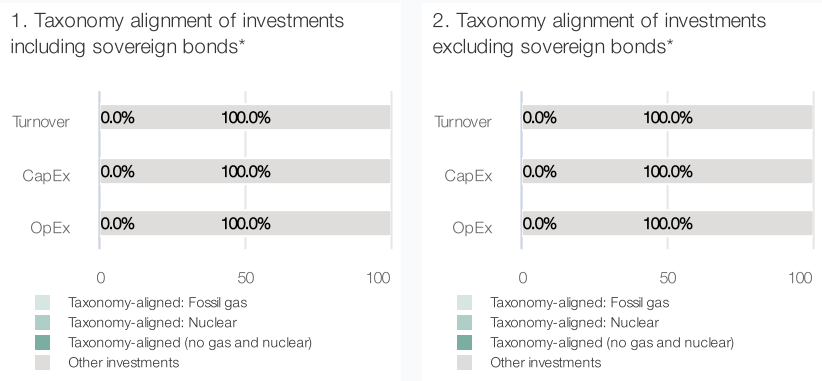 1. Taxonomy alignment of investments
including sovereign bonds*
Turnover 0.0% 100.0%
CapEx 0.0% 100.0%
OpEx 0.0% 100.0%
0 50 100
Taxonomy-aligned: Fossil gas
Taxonomy-aligned: Nuclear
Taxonomy-aligned (no gas and nuclear)
Other investments
2. Taxonomy alignment of investments
excluding sovereign bonds*
Turnover 0.0% 100.0%
CapEx 0.0% 100.0%
OpEx 0.0% 100.0%
0 50 100
Taxonomy-aligned: Fossil gas
Taxonomy-aligned: Nuclear
Taxonomy-aligned (no gas and nuclear)
Other investments